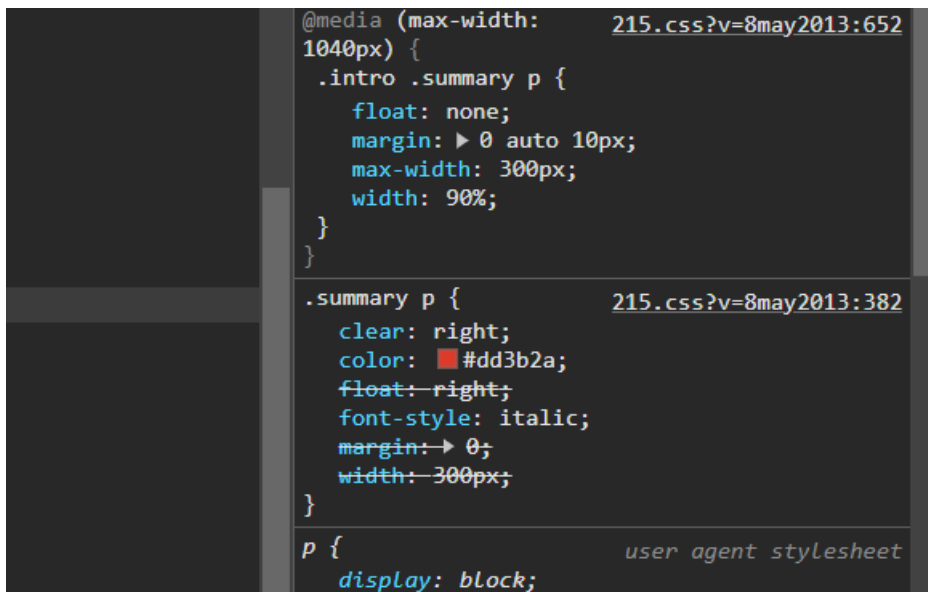 @media (max-width: 215.css?v=8may2013:652
1040px) {
.intro .summary p {
float: none;
margin: ▶ 0 auto 10px;
max-width: 300px;
width: 90%;
}
}
.summary p { 215.css?v=8may2013:382
clear: right;
color: #dd3b2a;
float: right;
font-style: italic;
margin: ▶ 0;
width: 300px;
}
p { user agent stylesheet
display: block;